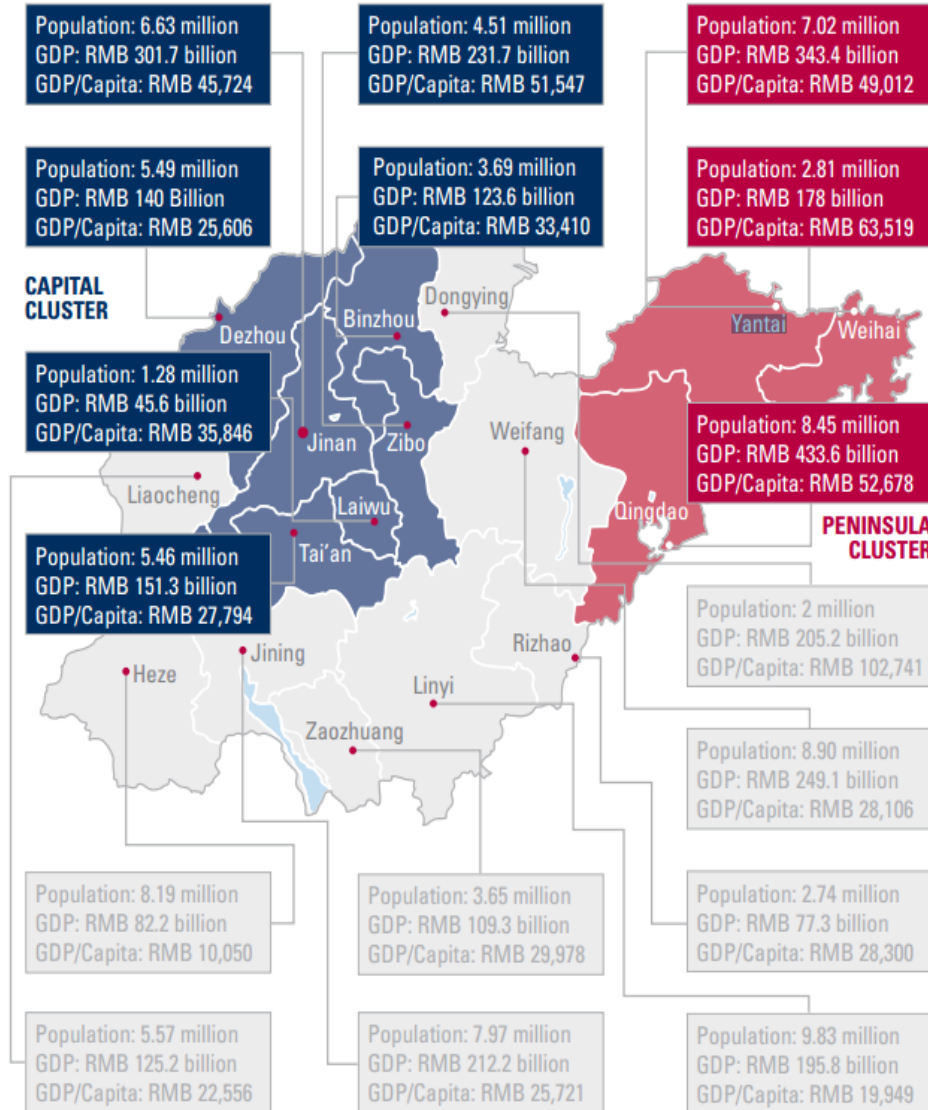 Population: 6.63 million
GDP: RMB 301.7 billion
GDP/Capita: RMB 45,724
Population: 4.51 million
GDP: RMB 231.7 billion
GDP/Capita: RMB 51,547
Population: 7.02 million
GDP: RMB 343.4 billion
GDP/Capita: RMB 49,012
Population: 5.49 million
GDP: RMB 140 Billion
GDP/Capita: RMB 25,606
Population: 3.69 million
GDP: RMB 123.6 billion
GDP/Capita: RMB 33,410
Population: 2.81 million
GDP: RMB 178 billion
GDP/Capita: RMB 63,519
CAPITAL
CLUSTER
Dezhou
Binzhou
Dongying
Yantai
Weihai
Population: 1.28 million
GDP: RMB 45.6 billion
GDP/Capita: RMB 35,846
Jinan
Zibo
Weifang
Population: 8.45 million
GDP: RMB 433.6 billion
GDP/Capita: RMB 52,678
Liaocheng
Laiwu
Qingdao
PENINSULA
CLUSTER
Tai'an
Population: 5.46 million
GDP: RMB 151.3 billion
GDP/Capita: RMB 27,794
Population: 2 million
GDP: RMB 205.2 billion
GDP/Capita: RMB 102,741
Heze
Jining
Rizhao
Linyi
Zaozhuang
Population: 8.90 million
GDP: RMB 249.1 billion
GDP/Capita: RMB 28,106
Population: 8.19 million
GDP: RMB 82.2 billion
GDP/Capita: RMB 10,050
Population: 3.65 million
GDP: RMB 109.3 billion
GDP/Capita: RMB 29,978
Population: 2.74 million
GDP: RMB 77.3 billion
GDP/Capita: RMB 28,300
Population: 5.57 million
GDP: RMB 125.2 billion
GDP/Capita: RMB 22,556
Population: 7.97 million
GDP: RMB 212.2 billion
GDP/Capita: RMB 25,721
Population: 9.83 million
GDP: RMB 195.8 billion
GDP/Capita: RMB 19,949